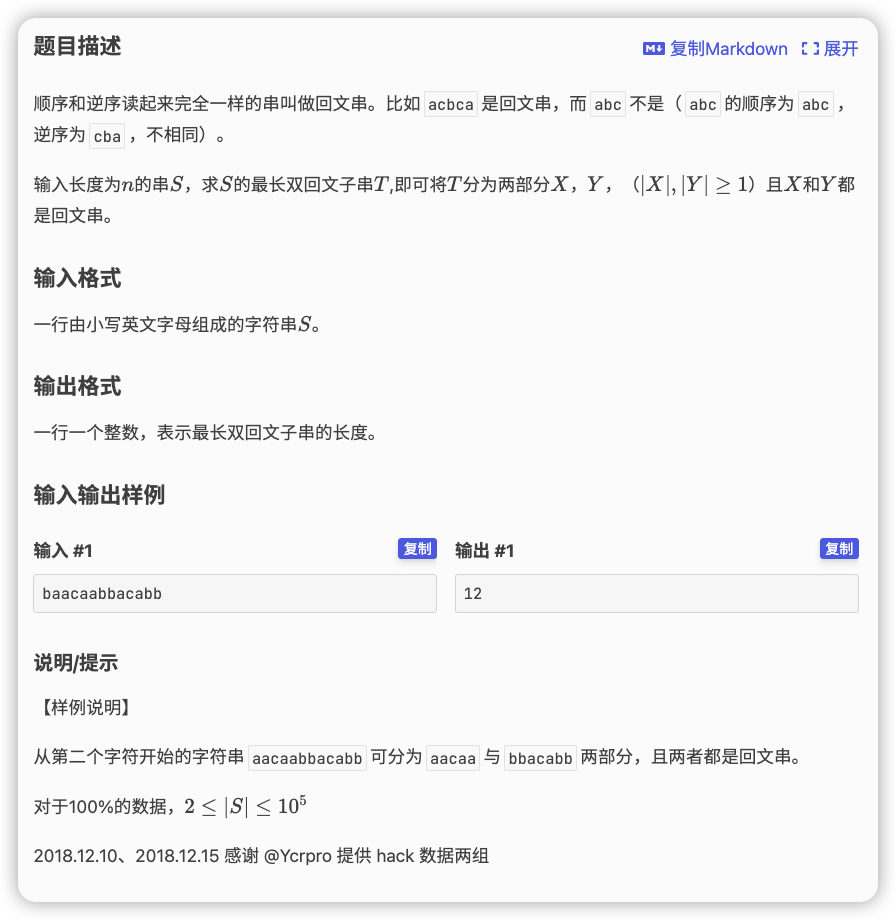 题目描述
复制Markdown 展开
顺序和逆序读起来完全一样的串叫做回文串。比如 acbca 是回文串，而 abc 不是（ abc 的顺序为 abc ，
逆序为 cba ，不相同）。
输入长度为n的串S，求S的最长双回文子串T,即可将T分为两部分X，Y，（|X|,|Y| ≥ 1）且X和Y都
是回文串。
输入格式
一行由小写英文字母组成的字符串S。
输出格式
一行一个整数，表示最长双回文子串的长度。
输入输出样例
输入 #1 复制
baacaabbacabb
输出 #1 复制
12
说明/提示
【样例说明】
从第二个字符开始的字符串 aacaabbacabb 可分为 aacaa 与 bbacabb 两部分，且两者都是回文串。
对于100%的数据，2 ≤ |S| ≤ 10⁵
2018.12.10、2018.12.15 感谢 @Ycrpro 提供 hack 数据两组